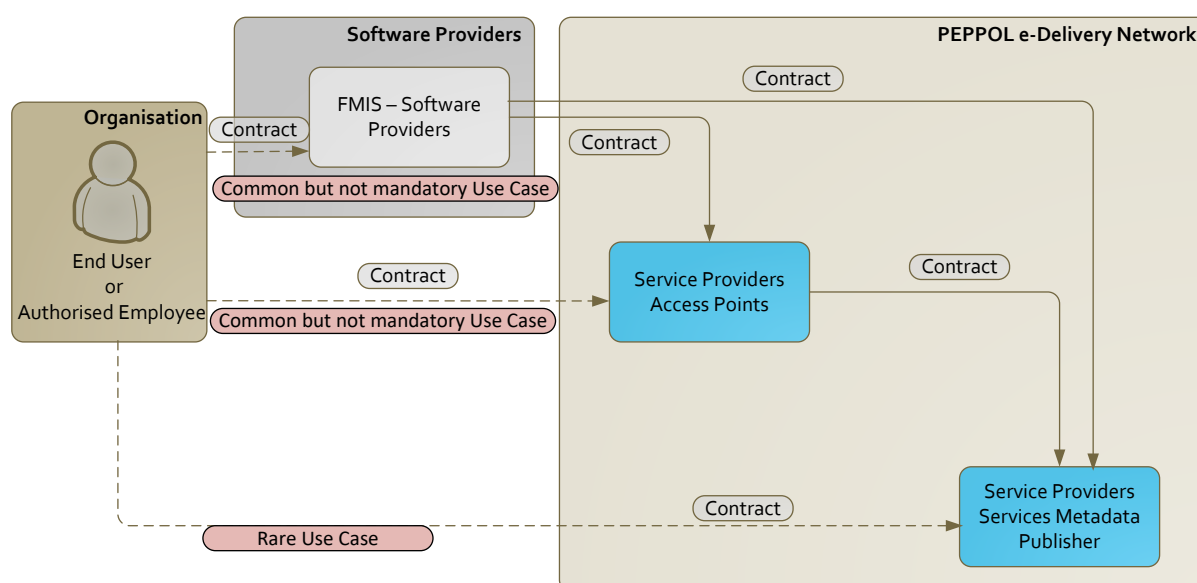 Software Providers
PEPPOL e-Delivery Network
Contract
FMIS – Software
Providers
Organisation
Contract
Contract
Common but not mandatory Use Case
End User
or
Authorised Employee
Contract
Service Providers
Access Points
Contract
Common but not mandatory Use Case
Contract
Service Providers
Services Metadata
Publisher
Rare Use Case